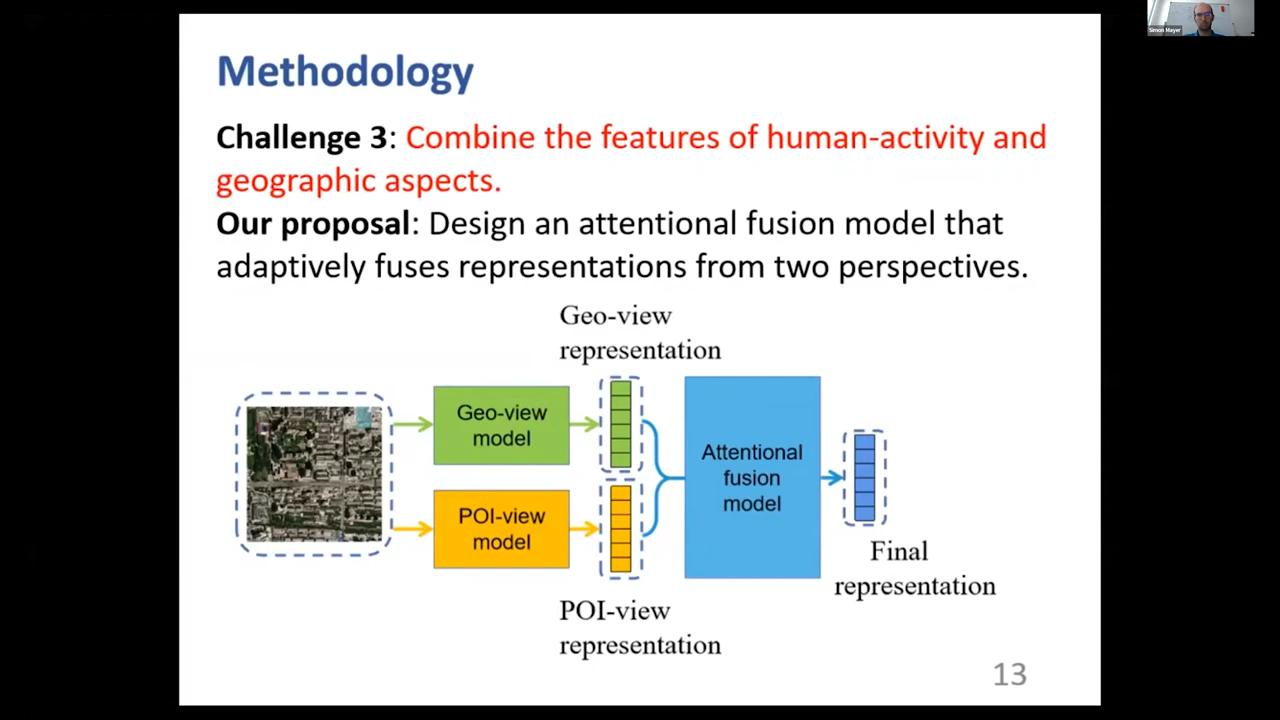 Simon Mayer
Methodology
Challenge 3: Combine the features of human-activity and
geographic aspects.
Our proposal: Design an attentional fusion model that
adaptively fuses representations from two perspectives.
Geo-view
representation
Geo-view
model
POI-view
model
Attentional
fusion
model
Final
representation
POI-view
representation
13